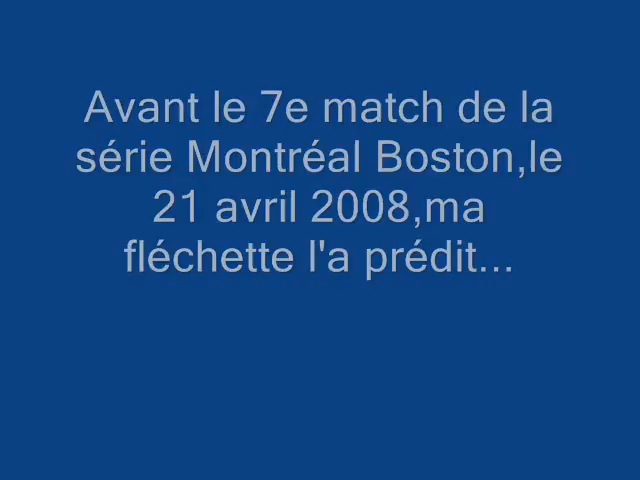 Avant le 7e match de la
série Montréal Boston,le
21 avril 2008,ma
fléchette l'a prédit...